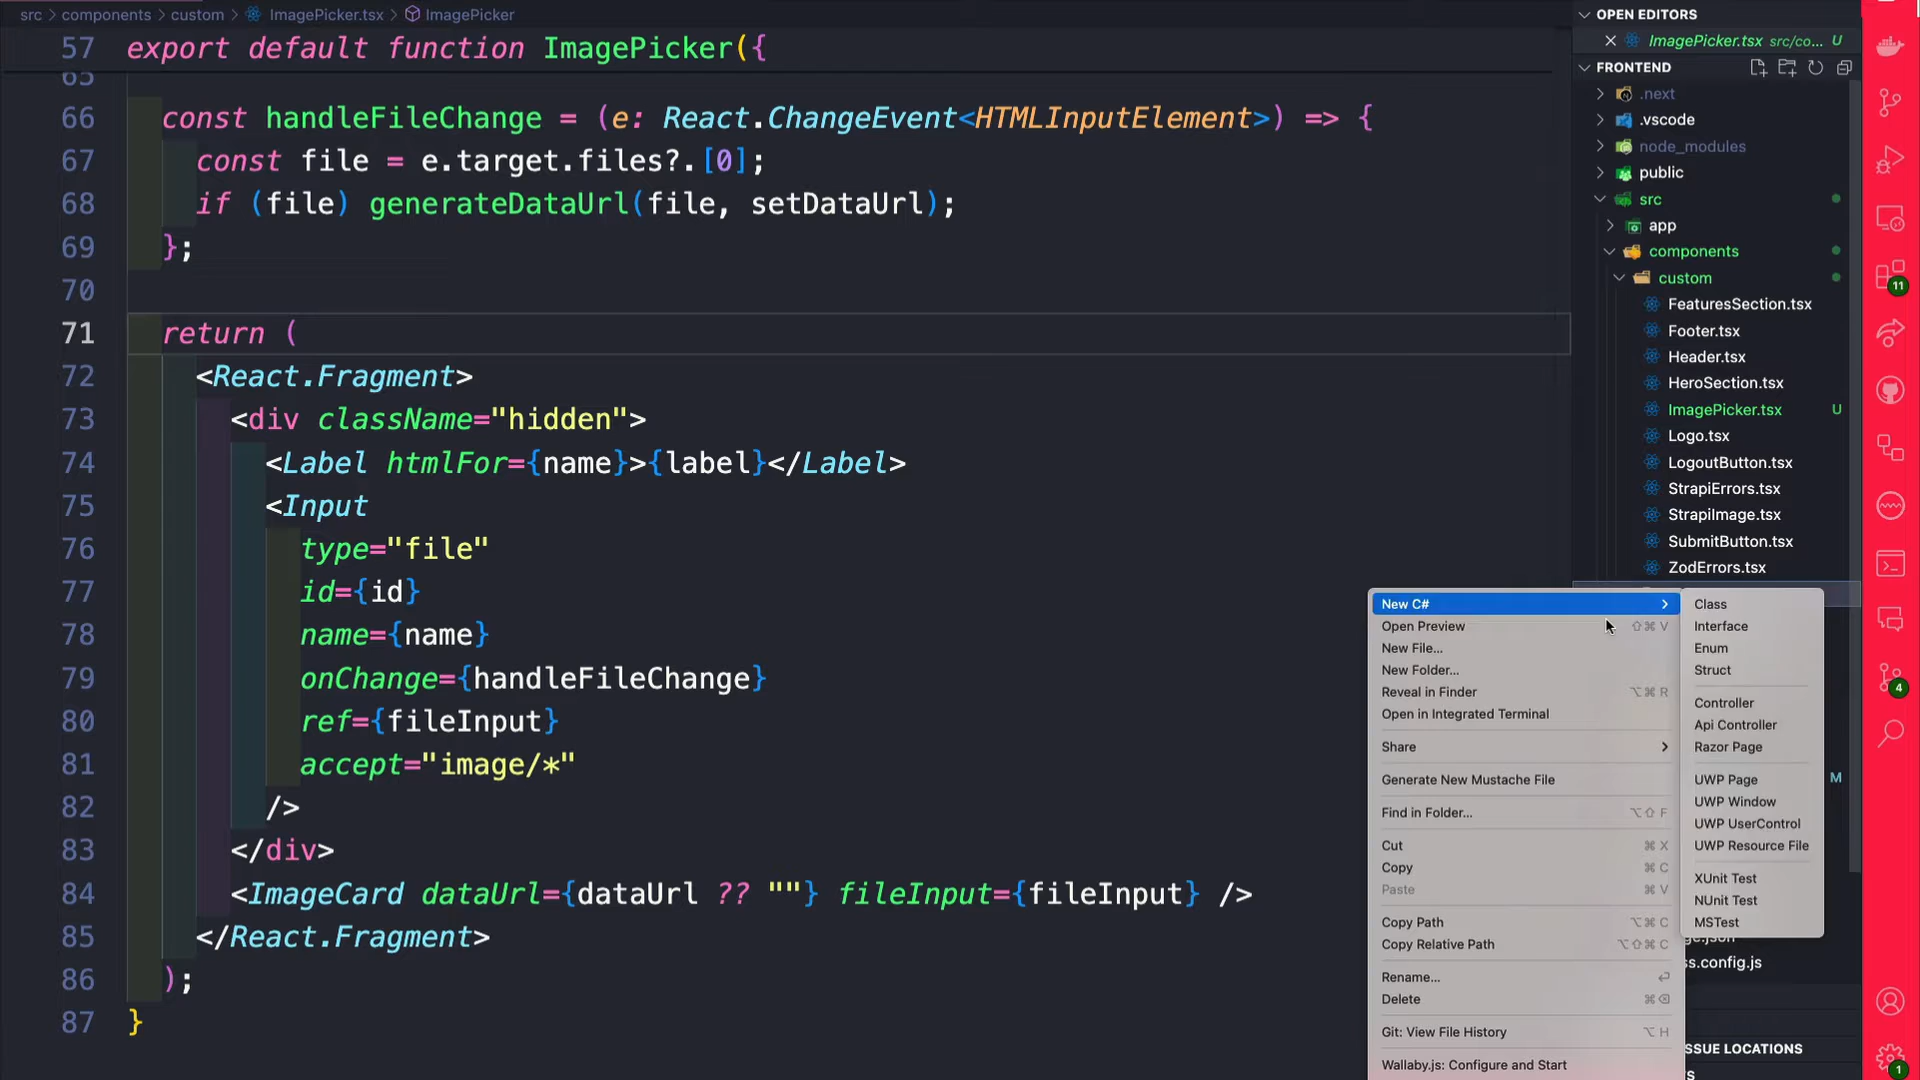 src > components > custom > ImagePicker.tsx > ImagePicker
57 export default function ImagePicker({
65
66 const handleFileChange = (e: React.ChangeEvent<HTMLInputElement>) => {
67 const file = e.target.files?.[0];
68 if (file) generateDataUrl(file, setDataUrl);
69 };
70
71 return (
72 <React.Fragment>
73 <div className="hidden">
74 <Label htmlFor={name}>{label}</Label>
75 <Input
76 type="file"
77 id={id}
78 name={name}
79 onChange={handleFileChange}
80 ref={fileInput}
81 accept="image/*"
82 />
83 </div>
84 <ImageCard dataUrl={dataUrl ?? ""} fileInput={fileInput} />
85 </React.Fragment>
86 );
87 }
OPEN EDITORS
ImagePicker.tsx src/co... U
FRONTEND
.next
.vscode
node_modules
public
src
app
components
custom
FeaturesSection.tsx
Footer.tsx
Header.tsx
HeroSection.tsx
ImagePicker.tsx U
Logo.tsx
LogoutButton.tsx
StrapiErrors.tsx
StrapiImage.tsx
SubmitButton.tsx
ZodErrors.tsx
New C#
Open Preview ⇧⌘ V
New File...
New Folder...
Reveal in Finder ⌥⌘ R
Open in Integrated Terminal
Share
Generate New Mustache File
Find in Folder... ⌥⇧ F
Cut ⌘ X
Copy ⌘ C
Paste ⌘ V
Copy Path ⌥⌘ C
Copy Relative Path ⌥⇧⌘ C
Rename... ⏎
Delete ⌘⌫
Git: View File History ⌥ H
Wallaby.js: Configure and Start
Class
Interface
Enum
Struct
Controller
Api Controller
Razor Page
UWP Page
UWP Window
UWP UserControl
UWP Resource File
XUnit Test
NUnit Test
MSTest
M
ss.config.js
SSUE LOCATIONS
11
4
1